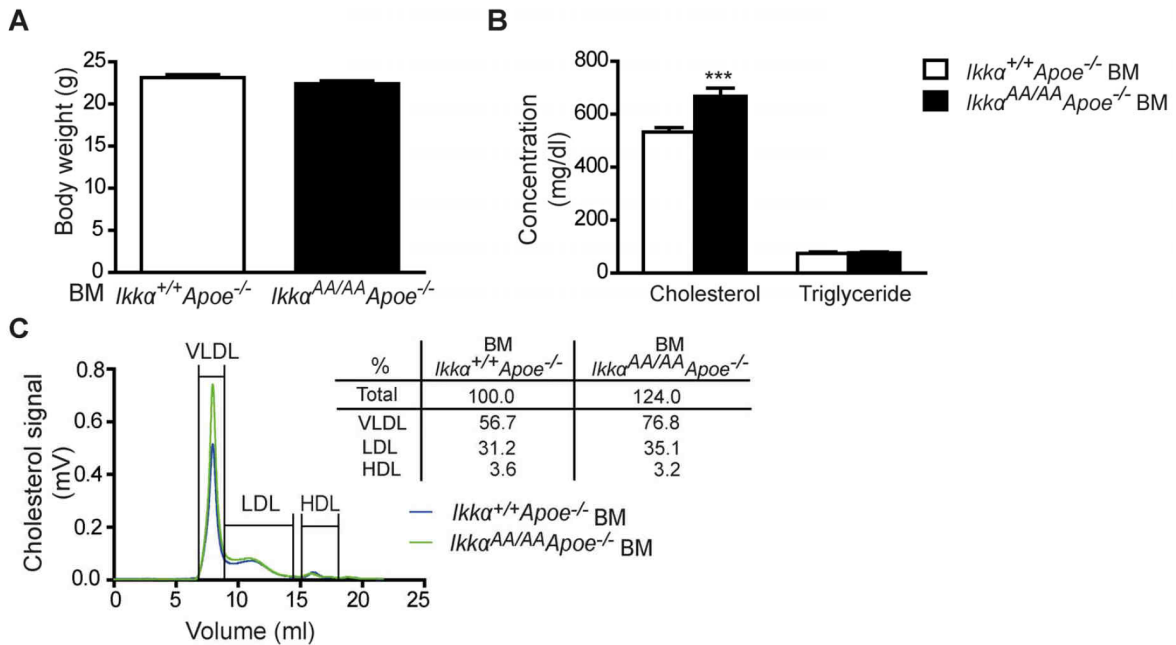 A
Body weight (g)
25
20
15
10
5
0
BM Ikkα+/+Apoe-/- IkkαAA/AAApoe-/-
B
Concentration
(mg/dl)
800
600
400
200
0
***
Cholesterol Triglyceride
Ikkα+/+Apoe-/- BM
IkkαAA/AAApoe-/- BM
C
Cholesterol signal
(mV)
0.8
0.6
0.4
0.2
0.0
VLDL
LDL
HDL
0 5 10 15 20 25
Volume (ml)
% BM Ikkα+/+Apoe-/- BM IkkαAA/AAApoe-/-
Total 100.0 124.0
VLDL 56.7 76.8
LDL 31.2 35.1
HDL 3.6 3.2
Ikkα+/+Apoe-/- BM
IkkαAA/AAApoe-/- BM